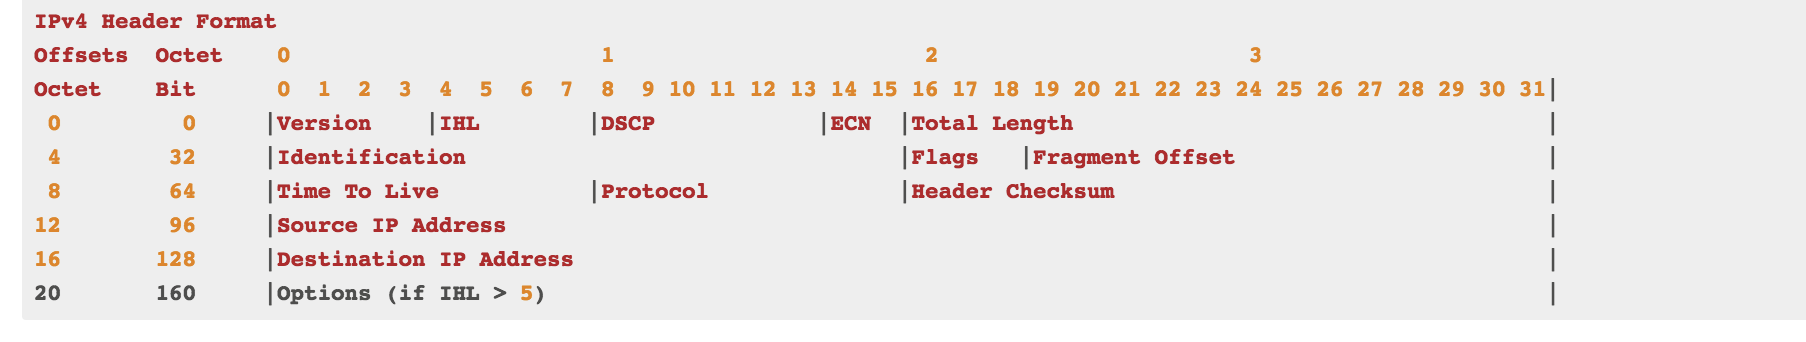 IPv4 Header Format
Offsets  Octet    0                       1                       2                       3
Octet    Bit      0  1  2  3  4  5  6  7  8  9 10 11 12 13 14 15 16 17 18 19 20 21 22 23 24 25 26 27 28 29 30 31|
 0         0     |Version    |IHL        |DSCP            |ECN  |Total Length                                   |
 4        32     |Identification                                |Flags   |Fragment Offset                        |
 8        64     |Time To Live           |Protocol              |Header Checksum                                |
12        96     |Source IP Address                                                                             |
16       128     |Destination IP Address                                                                        |
20       160     |Options (if IHL > 5)                                                                          |